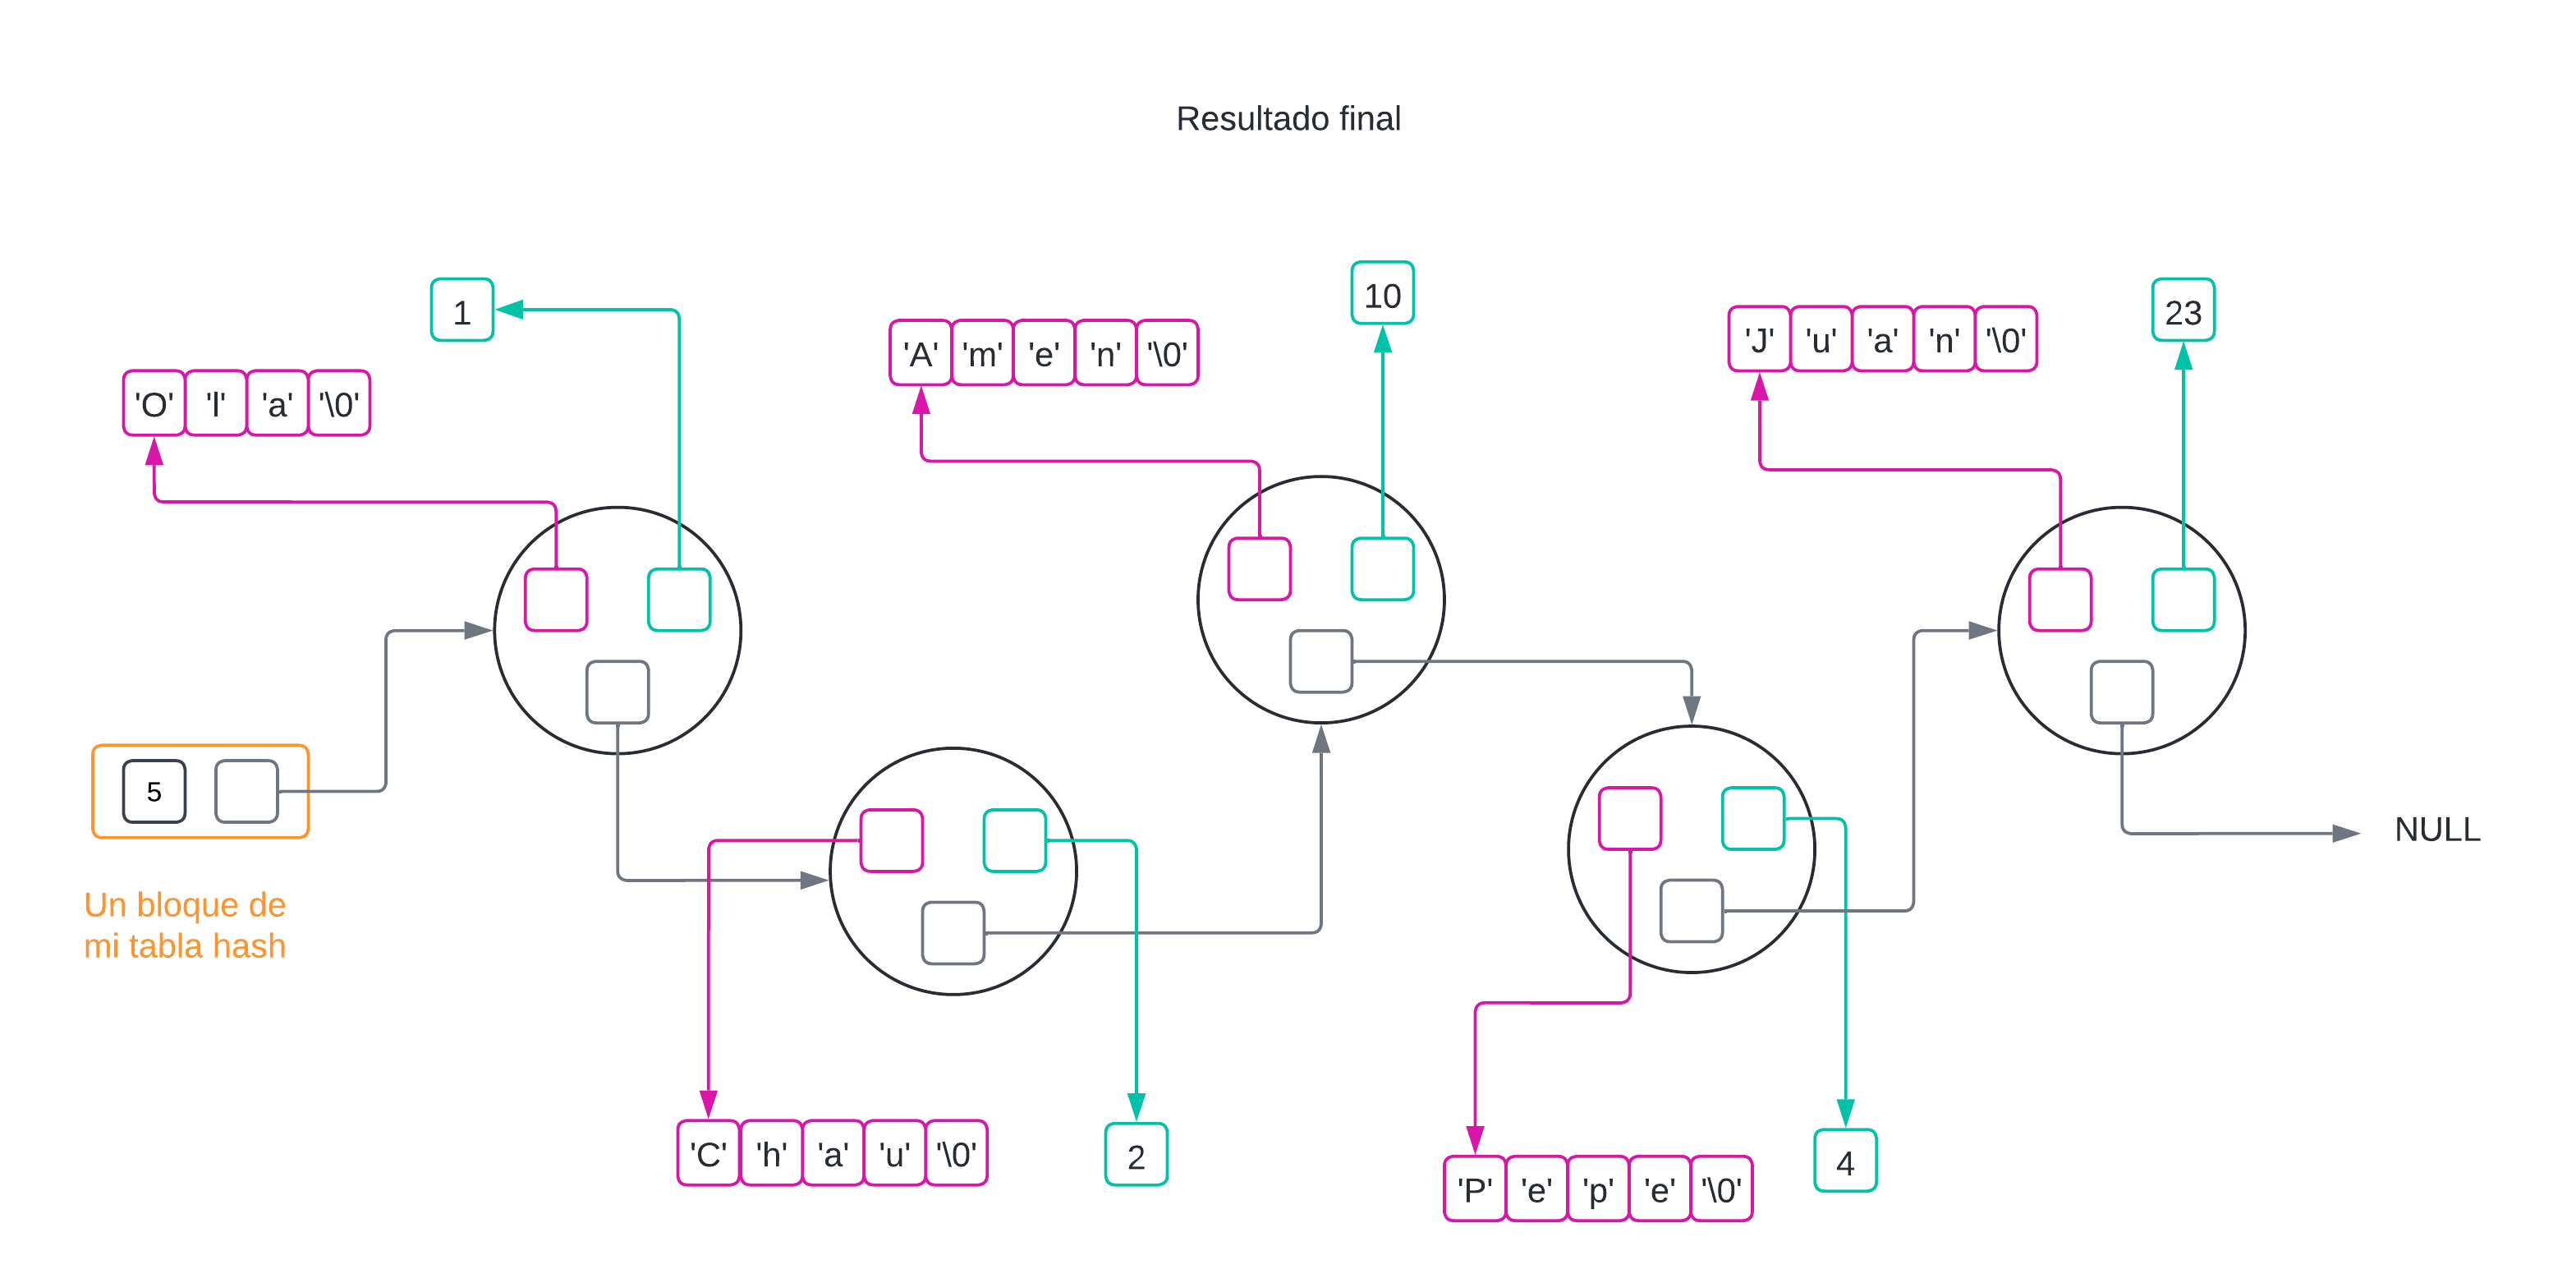 Resultado final
1
'O' 'l' 'a' '\0'
10
'A' 'm' 'e' 'n' '\0'
23
'J' 'u' 'a' 'n' '\0'
5
Un bloque de
mi tabla hash
NULL
'C' 'h' 'a' 'u' '\0'
2
'P' 'e' 'p' 'e' '\0'
4